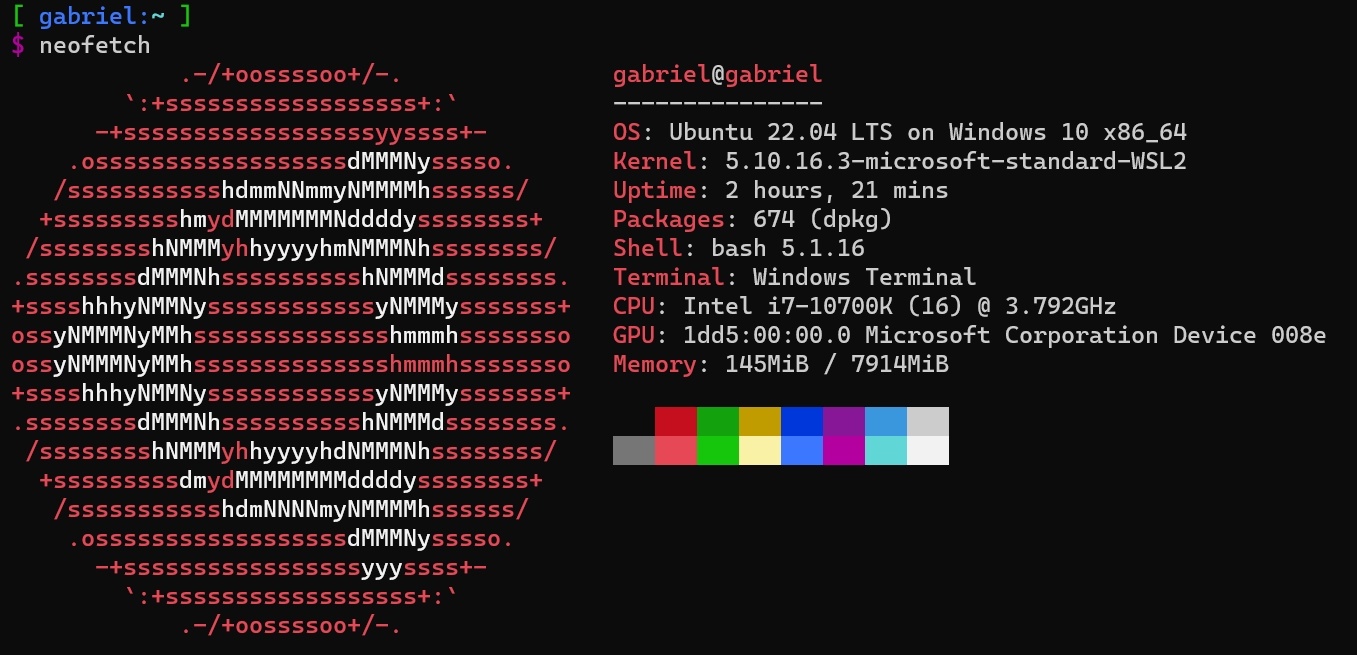 [ gabriel:~ ]
$ neofetch
            .-/+oossssoo+/-.               gabriel@gabriel
        `:+ssssssssssssssssss+:`           ---------------
      -+ssssssssssssssssssyyssss+-         OS: Ubuntu 22.04 LTS on Windows 10 x86_64
    .ossssssssssssssssssdMMMNysssso.       Kernel: 5.10.16.3-microsoft-standard-WSL2
   /ssssssssssshdmmNNmmyNMMMMhssssss/      Uptime: 2 hours, 21 mins
  +ssssssssshmydMMMMMMMNddddyssssssss+     Packages: 674 (dpkg)
 /sssssssshNMMMyhhyyyyhmNMMMNhssssssss/    Shell: bash 5.1.16
.ssssssssdMMMNhsssssssssshNMMMdssssssss.   Terminal: Windows Terminal
+sssshhhyNMMNyssssssssssssyNMMMysssssss+   CPU: Intel i7-10700K (16) @ 3.792GHz
ossyNMMMNyMMhsssssssssssssshmmmhssssssso   GPU: 1dd5:00:00.0 Microsoft Corporation Device 008e
ossyNMMMNyMMhsssssssssssssshmmmhssssssso   Memory: 145MiB / 7914MiB
+sssshhhyNMMNyssssssssssssyNMMMysssssss+
.ssssssssdMMMNhsssssssssshNMMMdssssssss.
 /sssssssshNMMMyhhyyyyhdNMMMNhssssssss/
  +sssssssssdmydMMMMMMMMddddyssssssss+
   /ssssssssssshdmNNNNmyNMMMMhssssss/
    .ossssssssssssssssssdMMMNysssso.
      -+sssssssssssssssssyyyssss+-
        `:+ssssssssssssssssss+:`
            .-/+oossssoo+/-.